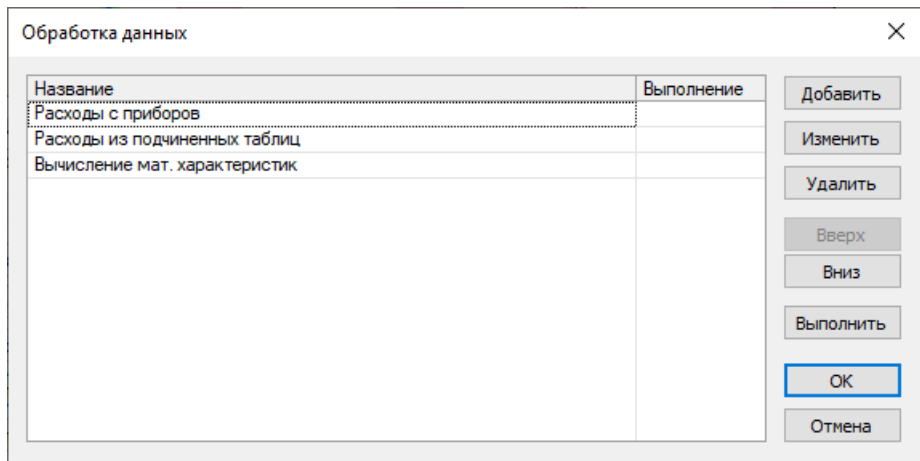 Обработка данных
Название Выполнение
Расходы с приборов
Расходы из подчиненных таблиц
Вычисление мат. характеристик
Добавить
Изменить
Удалить
Вверх
Вниз
Выполнить
ОК
Отмена